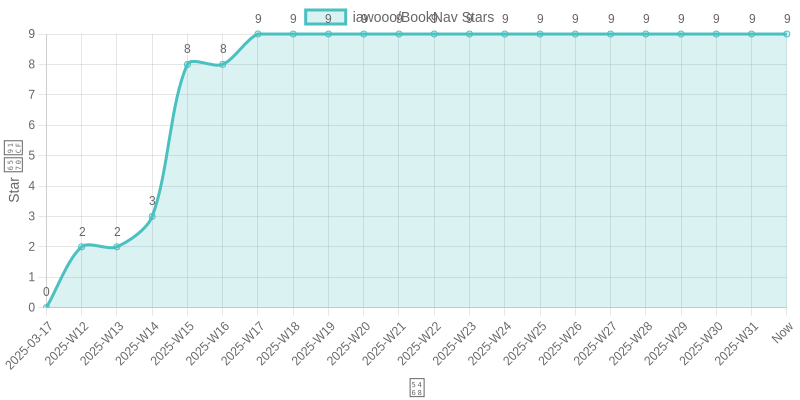 iawooo/BookNav Stars
9 9 9 9 9 9 9 9 9 9 9 9 9 9 9 9
9
8
7
6
5
4
3
2
1
0
Star
0
2
2
3
8
8
2025-03-17
2025-W12
2025-W13
2025-W14
2025-W15
2025-W16
2025-W17
2025-W18
2025-W19
2025-W20
2025-W21
2025-W22
2025-W23
2025-W24
2025-W25
2025-W26
2025-W27
2025-W28
2025-W29
2025-W30
2025-W31
Now